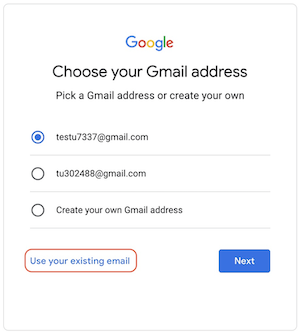 Google
Choose your Gmail address
Pick a Gmail address or create your own
testu7337@gmail.com
tu302488@gmail.com
Create your own Gmail address
Use your existing email
Next